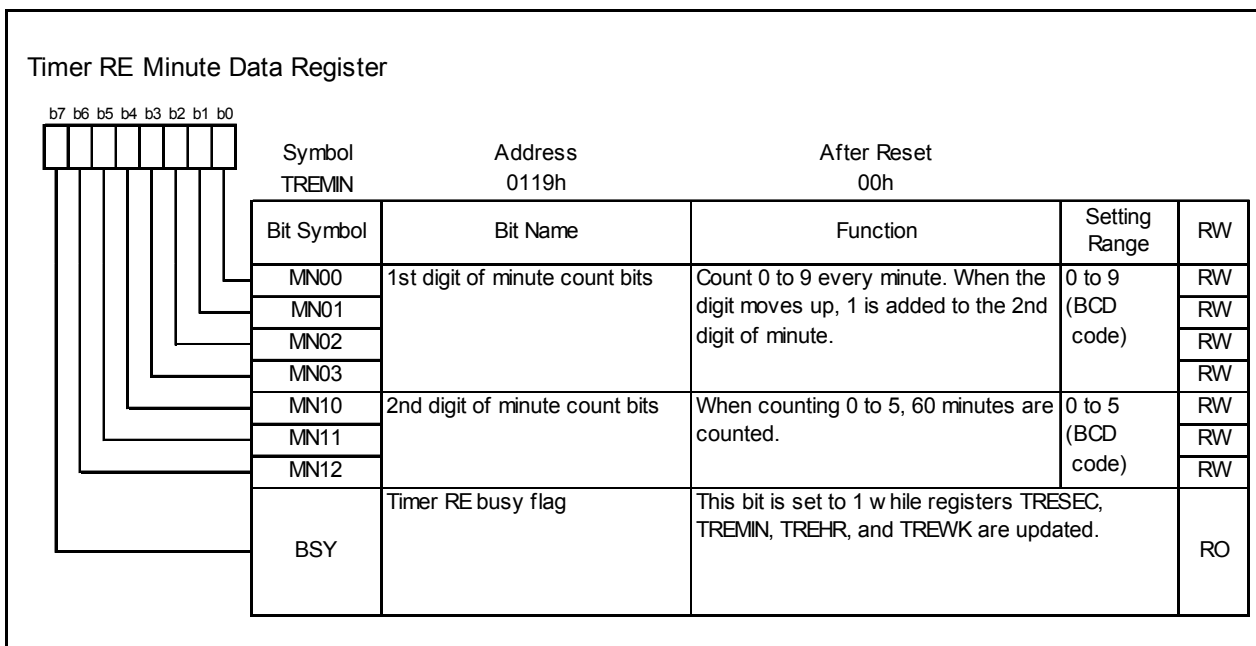 Timer RE Minute Data Register
b7 b6 b5 b4 b3 b2 b1 b0
Symbol Address After Reset
TREMIN 0119h 00h
Bit Symbol Bit Name Function Setting Range RW
MN00 1st digit of minute count bits Count 0 to 9 every minute. When the 0 to 9 RW
MN01 digit moves up, 1 is added to the 2nd (BCD RW
MN02 digit of minute. code) RW
MN03 RW
MN10 2nd digit of minute count bits When counting 0 to 5, 60 minutes are 0 to 5 RW
MN11 counted. (BCD RW
MN12 code) RW
Timer RE busy flag This bit is set to 1 while registers TRESEC,
TREMIN, TREHR, and TREWK are updated.
BSY RO